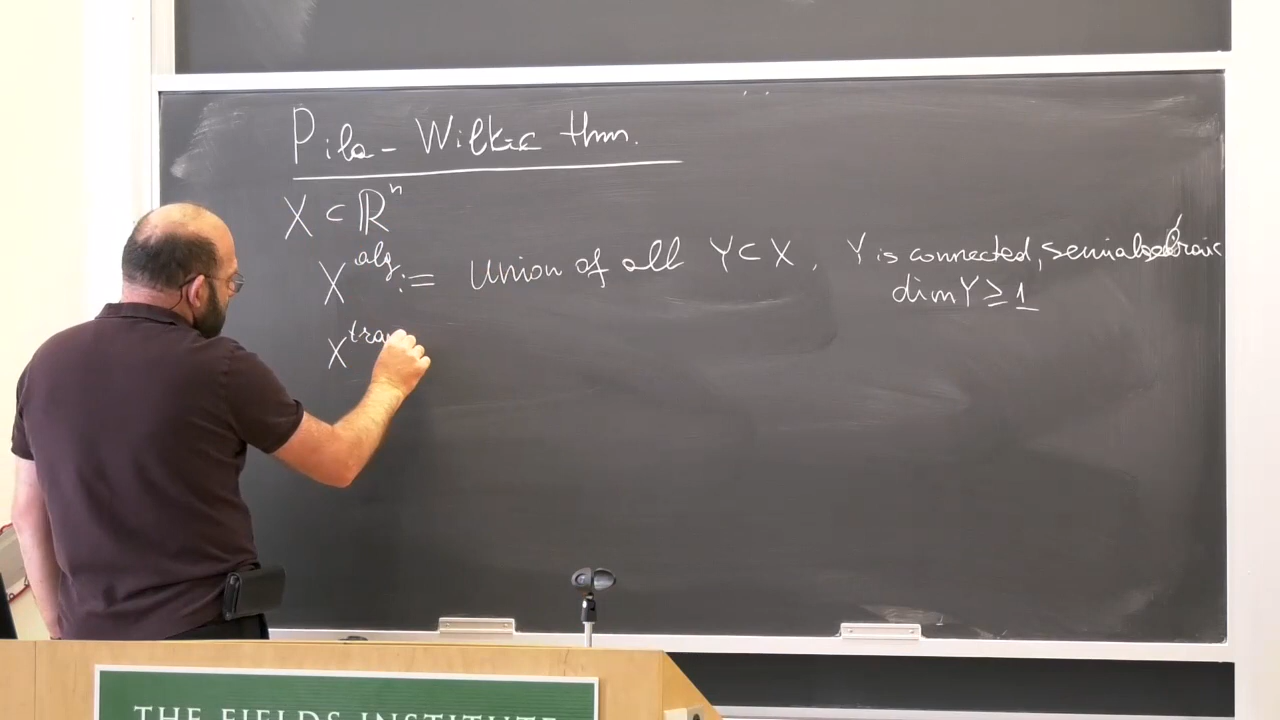 Pila - Wilkie thm.
X ⊂ ℝⁿ
X^alg := Union of all Y ⊂ X, Y is connected, semialgebraic
dim Y ≥ 1
X^tra
THE FIELDS INSTITUTE